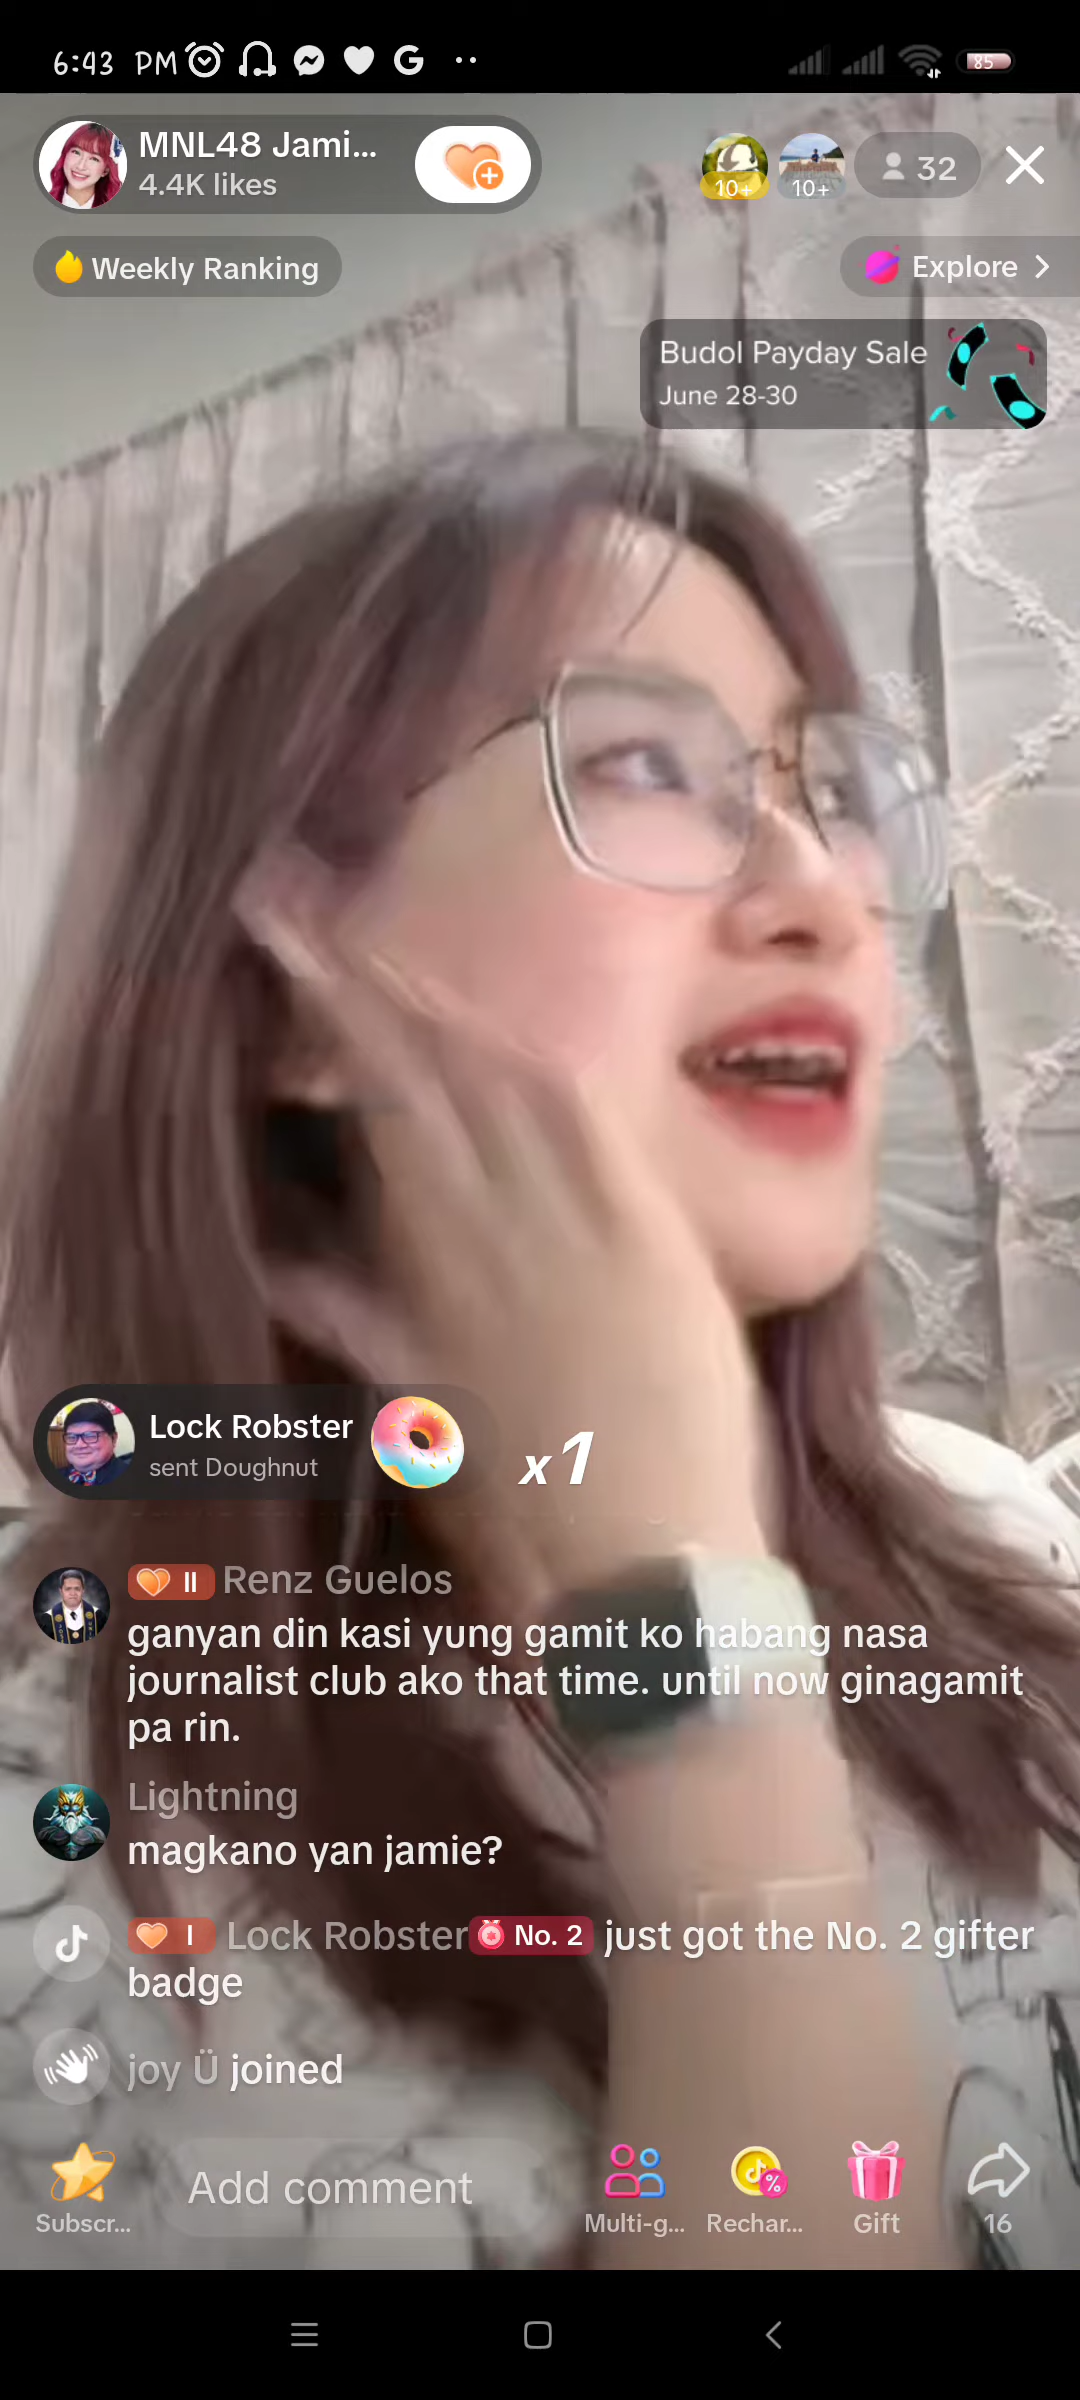 6:43 PM
85
MNL48 Jami...
4.4K likes
10+
10+
32
Weekly Ranking
Explore
Budol Payday Sale
June 28-30
Lock Robster
sent Doughnut
x1
II Renz Guelos
ganyan din kasi yung gamit ko habang nasa
journalist club ako that time. until now ginagamit
pa rin.
Lightning
magkano yan jamie?
I Lock Robster No. 2 just got the No. 2 gifter
badge
joy Ü joined
Subscr...
Add comment
Multi-g...
Rechar...
Gift
16